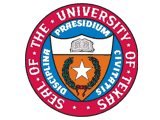 SEAL OF THE UNIVERSITY OF TEXAS
PRAESIDIUM
DISCIPLINA
CIVITATIS